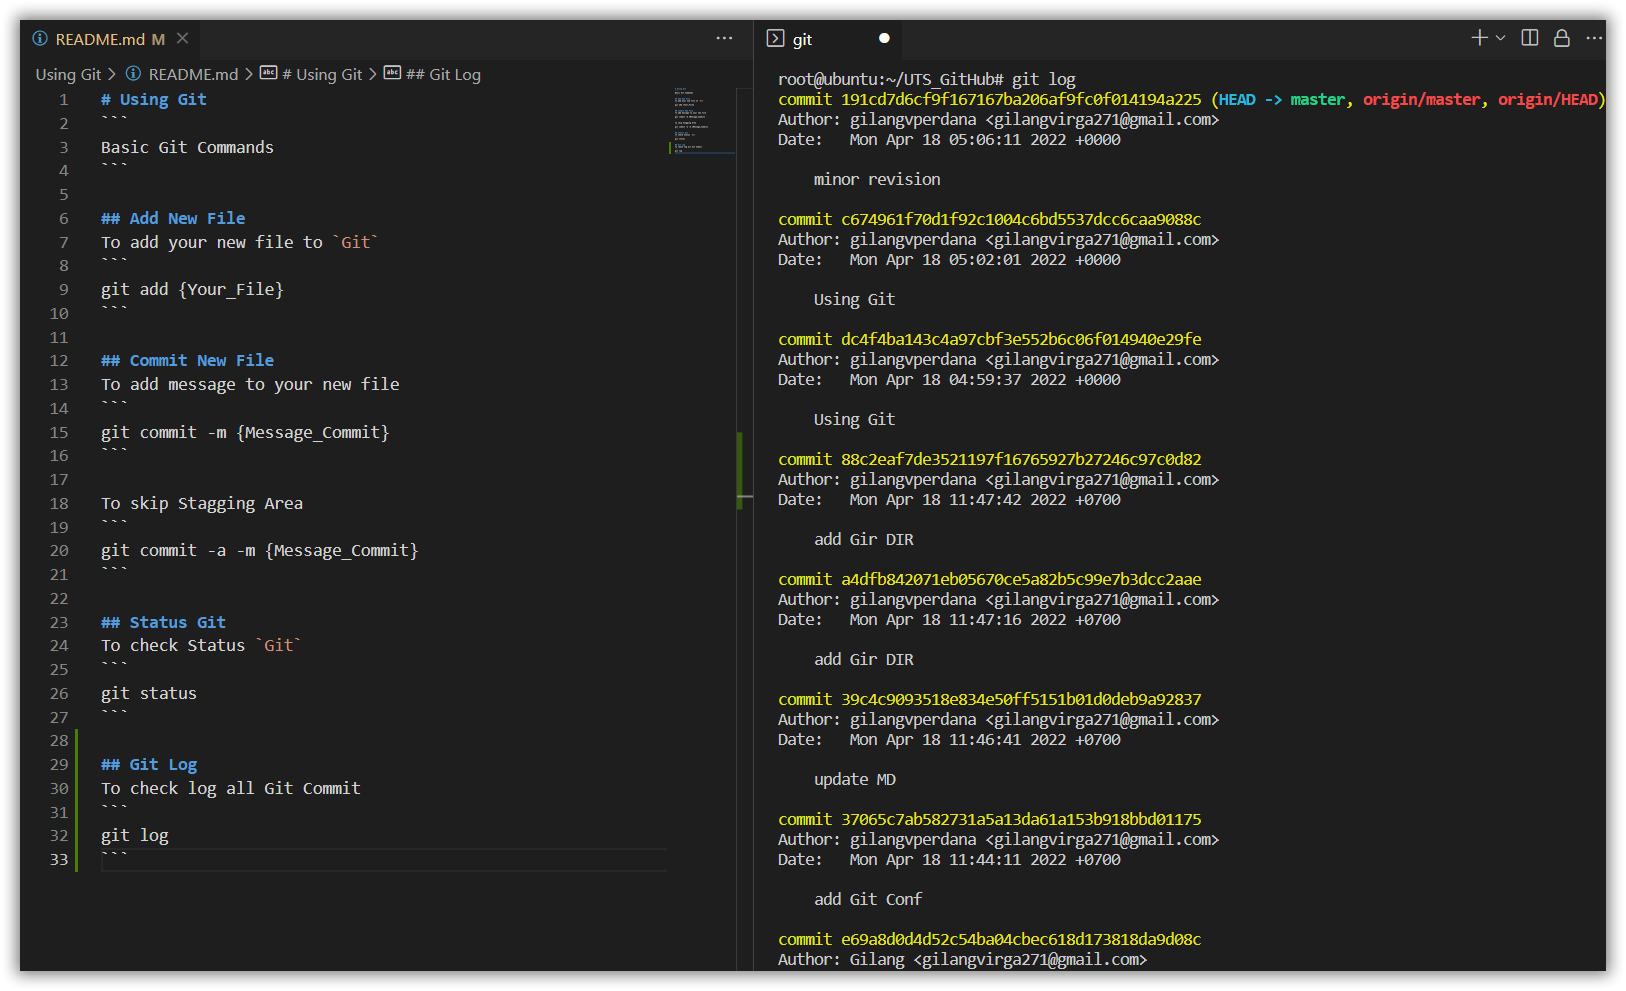 README.md M
Using Git > README.md > # Using Git > ## Git Log
1 # Using Git
2 ```
3 Basic Git Commands
4 ```
5
6 ## Add New File
7 To add your new file to `Git`
8 ```
9 git add {Your_File}
10 ```
11
12 ## Commit New File
13 To add message to your new file
14 ```
15 git commit -m {Message_Commit}
16 ```
17
18 To skip Stagging Area
19 ```
20 git commit -a -m {Message_Commit}
21 ```
22
23 ## Status Git
24 To check Status `Git`
25 ```
26 git status
27 ```
28
29 ## Git Log
30 To check log all Git Commit
31 ```
32 git log
33 ```
git
root@ubuntu:~/UTS_GitHub# git log
commit 191cd7d6cf9f167167ba206af9fc0f014194a225 (HEAD -> master, origin/master, origin/HEAD)
Author: gilangvperdana <gilangvirga271@gmail.com>
Date:   Mon Apr 18 05:06:11 2022 +0000
minor revision
commit c674961f70d1f92c1004c6bd5537dcc6caa9088c
Author: gilangvperdana <gilangvirga271@gmail.com>
Date:   Mon Apr 18 05:02:01 2022 +0000
Using Git
commit dc4f4ba143c4a97cbf3e552b6c06f014940e29fe
Author: gilangvperdana <gilangvirga271@gmail.com>
Date:   Mon Apr 18 04:59:37 2022 +0000
Using Git
commit 88c2eaf7de3521197f16765927b27246c97c0d82
Author: gilangvperdana <gilangvirga271@gmail.com>
Date:   Mon Apr 18 11:47:42 2022 +0700
add Gir DIR
commit a4dfb842071eb05670ce5a82b5c99e7b3dcc2aae
Author: gilangvperdana <gilangvirga271@gmail.com>
Date:   Mon Apr 18 11:47:16 2022 +0700
add Gir DIR
commit 39c4c9093518e834e50ff5151b01d0deb9a92837
Author: gilangvperdana <gilangvirga271@gmail.com>
Date:   Mon Apr 18 11:46:41 2022 +0700
update MD
commit 37065c7ab582731a5a13da61a153b918bbd01175
Author: gilangvperdana <gilangvirga271@gmail.com>
Date:   Mon Apr 18 11:44:11 2022 +0700
add Git Conf
commit e69a8d0d4d52c54ba04cbec618d173818da9d08c
Author: Gilang <gilangvirga271@gmail.com>